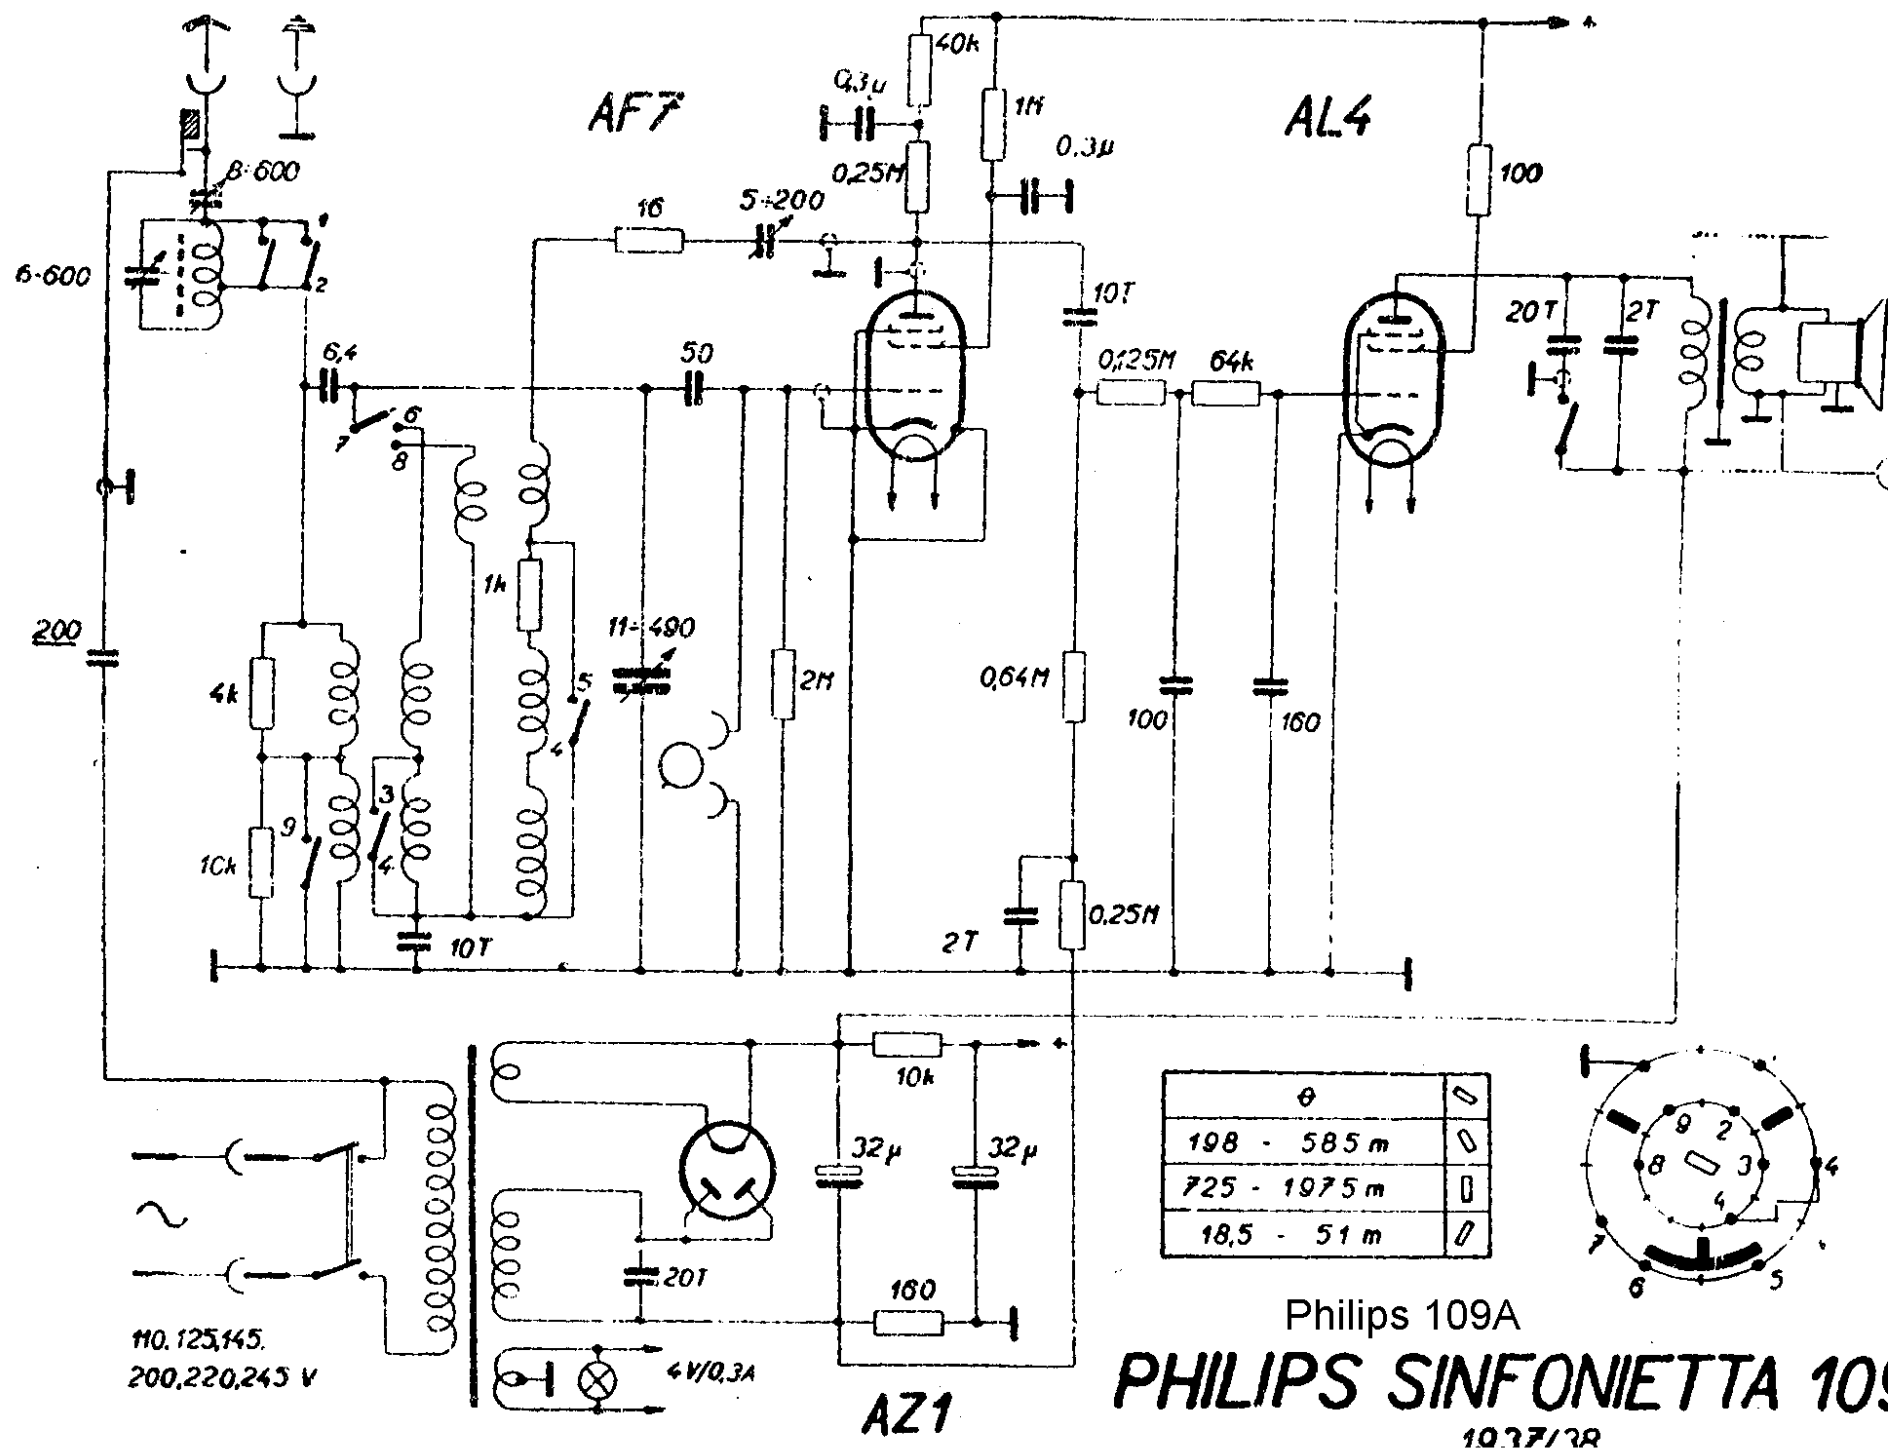 40k
0,3µ
AF7
1M
AL4
0.3µ
8-600
0,25M
100
1
16
5÷200
6-600
2
10T
20T
2T
6,4
50
0,125M
64k
6
7
8
1k
200
11-490
4k
5
2M
0,64M
4
100
160
3
9
4
10k
0,25M
10T
2T
+
10k
θ
198 - 585 m
725 - 1975 m
18,5 - 51 m
32µ
32µ
9
2
8
3
4
4
7
6
5
20T
160
Philips 109A
110.125,145.
200,220,245 V
4V/0,3A
AZ1
PHILIPS SINFONIETTA 109
1937/38